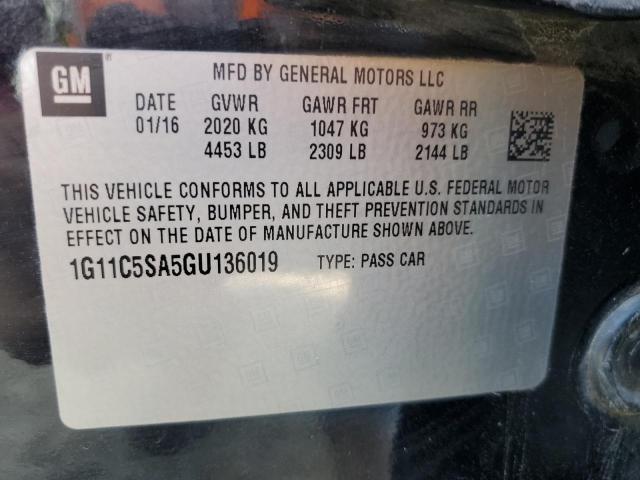 GM
MFD BY GENERAL MOTORS LLC
DATE GVWR GAWR FRT GAWR RR
01/16 2020 KG 1047 KG 973 KG
4453 LB 2309 LB 2144 LB
THIS VEHICLE CONFORMS TO ALL APPLICABLE U.S. FEDERAL MOTOR
VEHICLE SAFETY, BUMPER, AND THEFT PREVENTION STANDARDS IN
EFFECT ON THE DATE OF MANUFACTURE SHOWN ABOVE.
1G11C5SA5GU136019 TYPE: PASS CAR